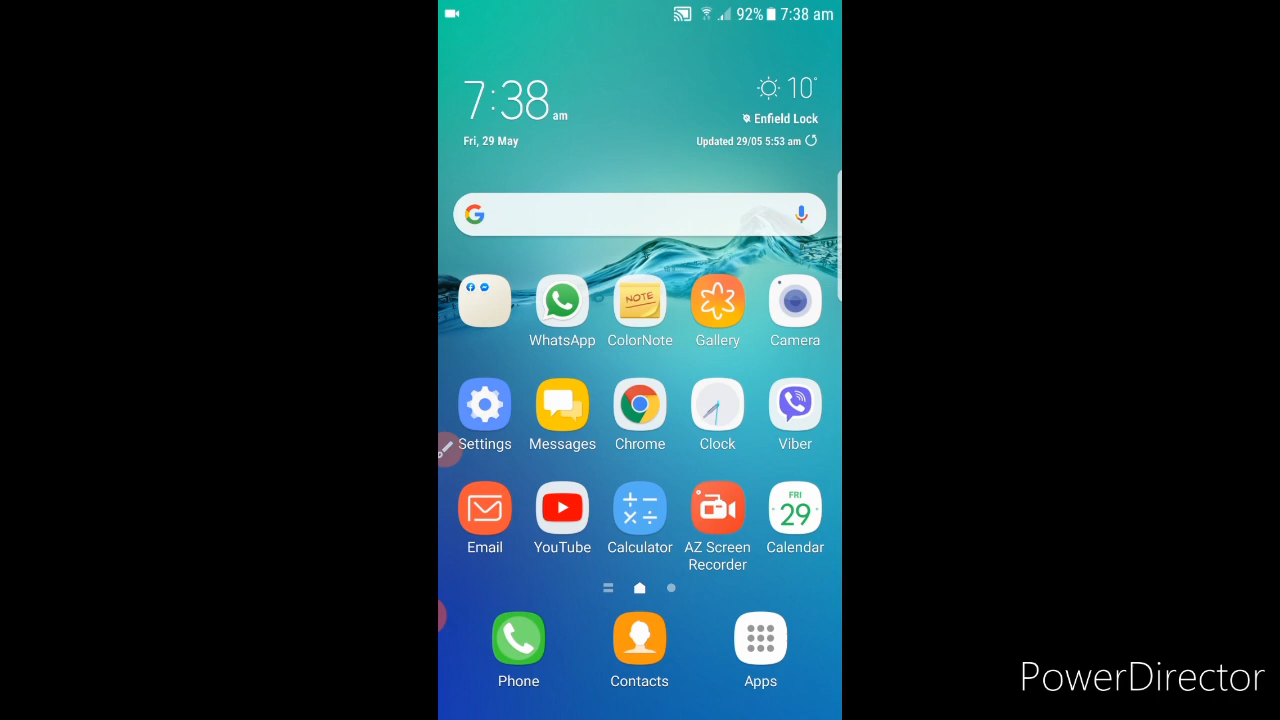 92% 7:38 am
7:38 am
10°
Enfield Lock
Fri, 29 May
Updated 29/05 5:53 am
NOTE
WhatsApp ColorNote Gallery Camera
Settings Messages Chrome Clock Viber
FRI
29
Email YouTube Calculator AZ Screen Recorder Calendar
Phone Contacts Apps
PowerDirector